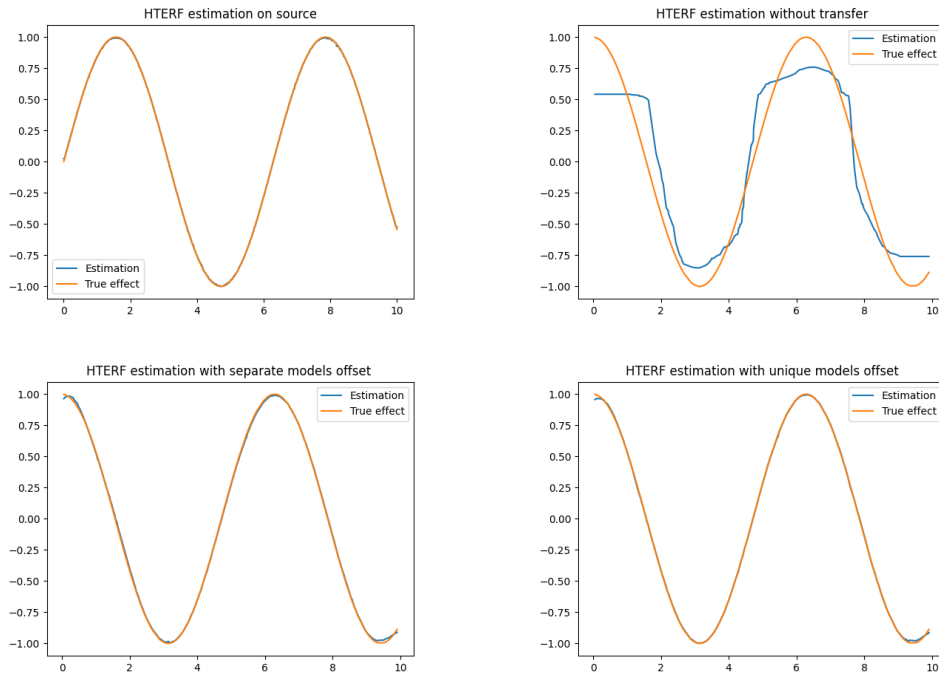 HTERF estimation on source
1.00
0.75
0.50
0.25
0.00
−0.25
−0.50
−0.75
−1.00
Estimation
True effect
0 2 4 6 8 10
HTERF estimation without transfer
1.00
0.75
0.50
0.25
0.00
−0.25
−0.50
−0.75
−1.00
Estimation
True effect
0 2 4 6 8 10
HTERF estimation with separate models offset
1.00
0.75
0.50
0.25
0.00
−0.25
−0.50
−0.75
−1.00
Estimation
True effect
0 2 4 6 8 10
HTERF estimation with unique models offset
1.00
0.75
0.50
0.25
0.00
−0.25
−0.50
−0.75
−1.00
Estimation
True effect
0 2 4 6 8 10